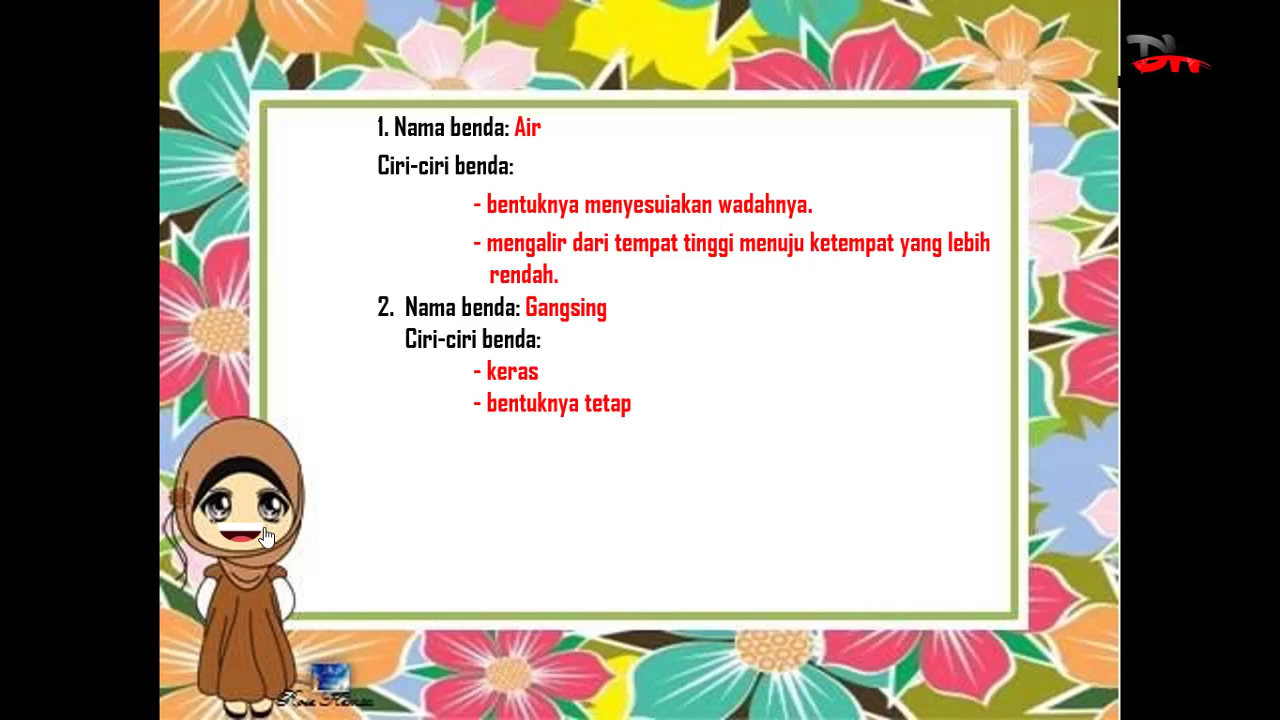 1. Nama benda: Air
Ciri-ciri benda:
- bentuknya menyesuiakan wadahnya.
- mengalir dari tempat tinggi menuju ketempat yang lebih
rendah.
2. Nama benda: Gangsing
Ciri-ciri benda:
- keras
- bentuknya tetap